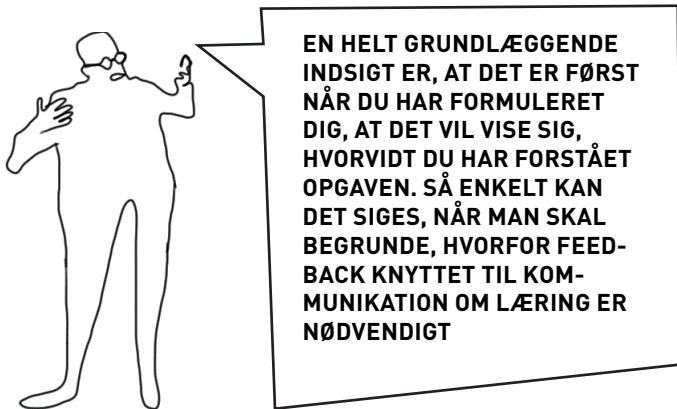 EN HELT GRUNDLÆGGENDE
INDSIGT ER, AT DET ER FØRST
NÅR DU HAR FORMULERET
DIG, AT DET VIL VISE SIG,
HVORVIDT DU HAR FORSTÅET
OPGAVEN. SÅ ENKELT KAN
DET SIGES, NÅR MAN SKAL
BEGRUNDE, HVORFOR FEED-
BACK KNYTTET TIL KOM-
MUNIKATION OM LÆRING ER
NØDVENDIGT